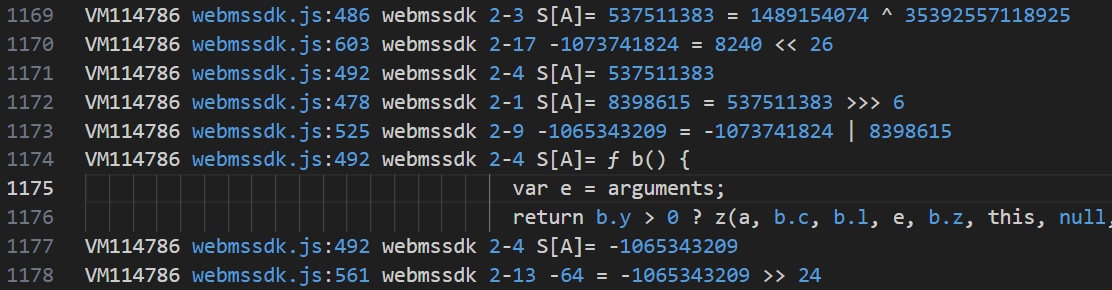 1169 VM114786 webmssdk.js:486 webmssdk 2-3 S[A]= 537511383 = 1489154074 ^ 35392557118925
1170 VM114786 webmssdk.js:603 webmssdk 2-17 -1073741824 = 8240 << 26
1171 VM114786 webmssdk.js:492 webmssdk 2-4 S[A]= 537511383
1172 VM114786 webmssdk.js:478 webmssdk 2-1 S[A]= 8398615 = 537511383 >>> 6
1173 VM114786 webmssdk.js:525 webmssdk 2-9 -1065343209 = -1073741824 | 8398615
1174 VM114786 webmssdk.js:492 webmssdk 2-4 S[A]= ƒ b() {
1175 var e = arguments;
1176 return b.y > 0 ? z(a, b.c, b.l, e, b.z, this, null,
1177 VM114786 webmssdk.js:492 webmssdk 2-4 S[A]= -1065343209
1178 VM114786 webmssdk.js:561 webmssdk 2-13 -64 = -1065343209 >> 24